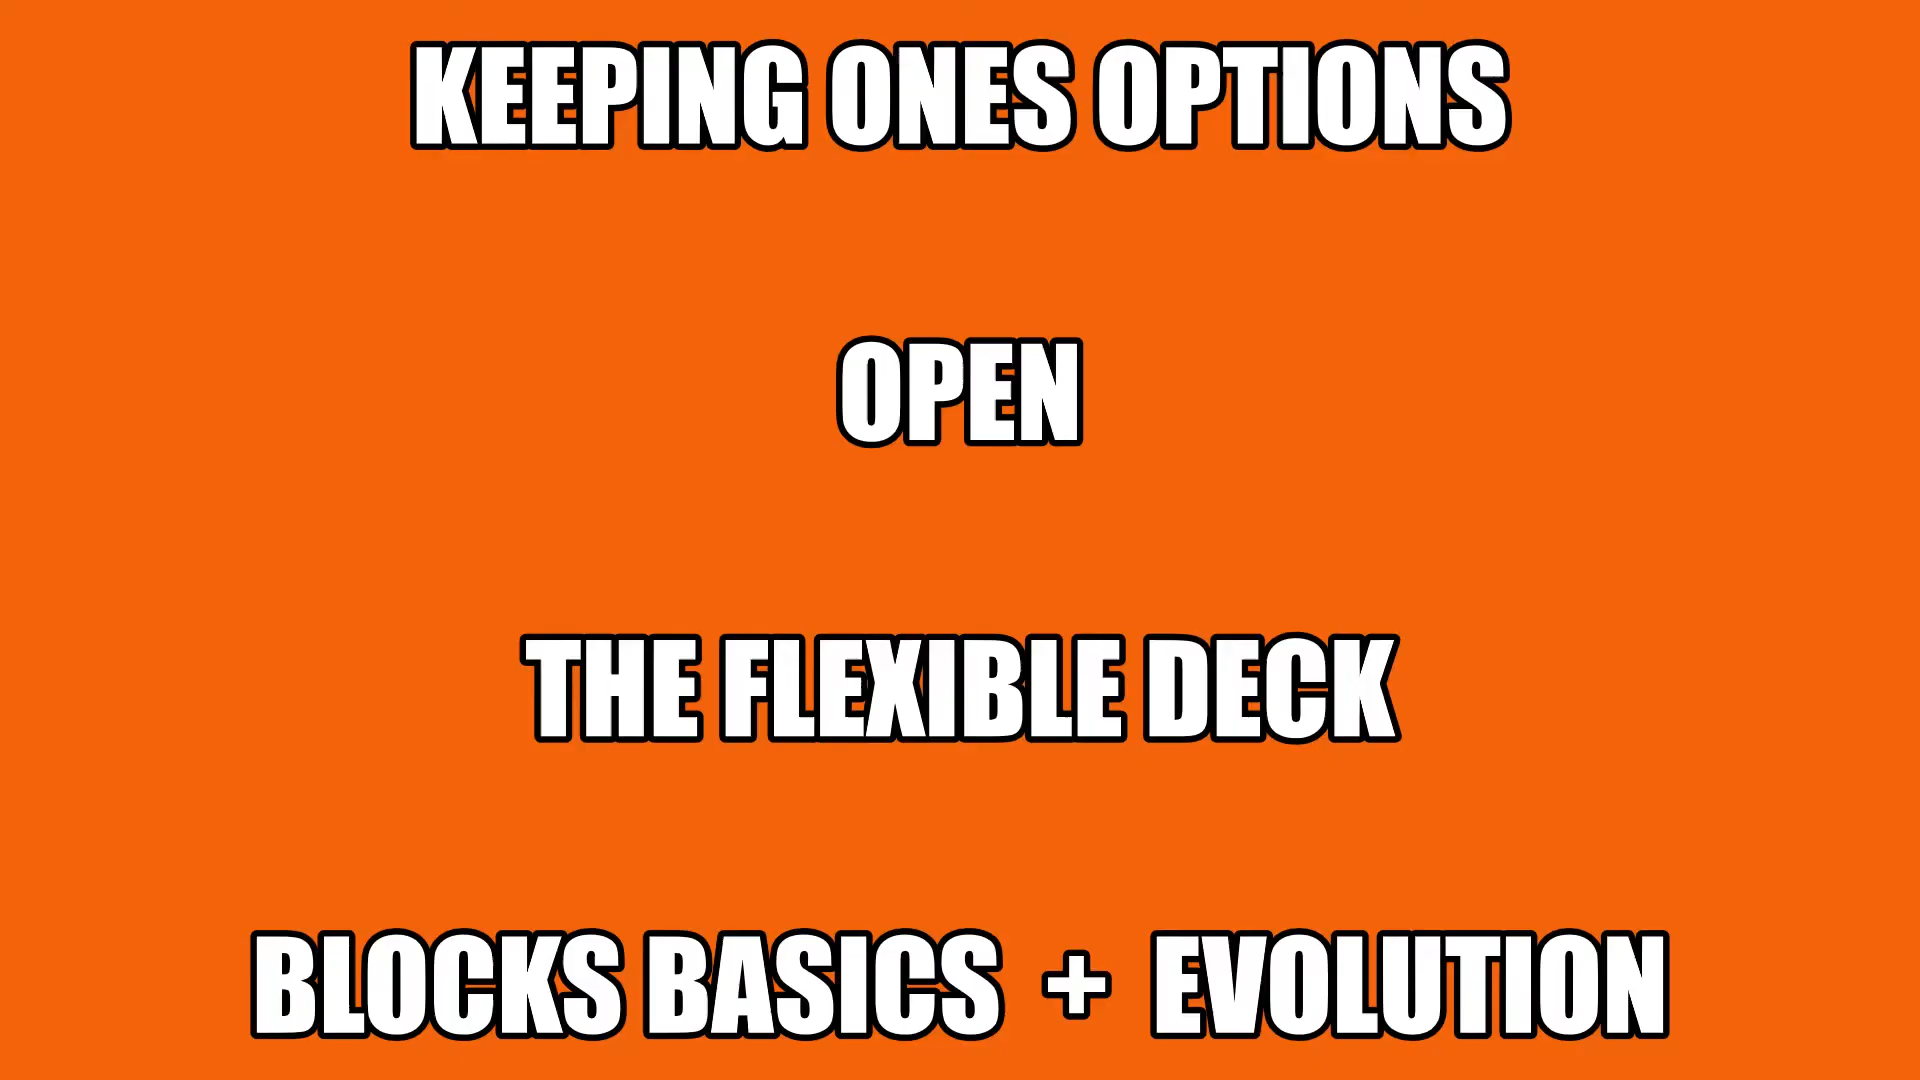 KEEPING ONES OPTIONS
OPEN
THE FLEXIBLE DECK
BLOCKS BASICS + EVOLUTION